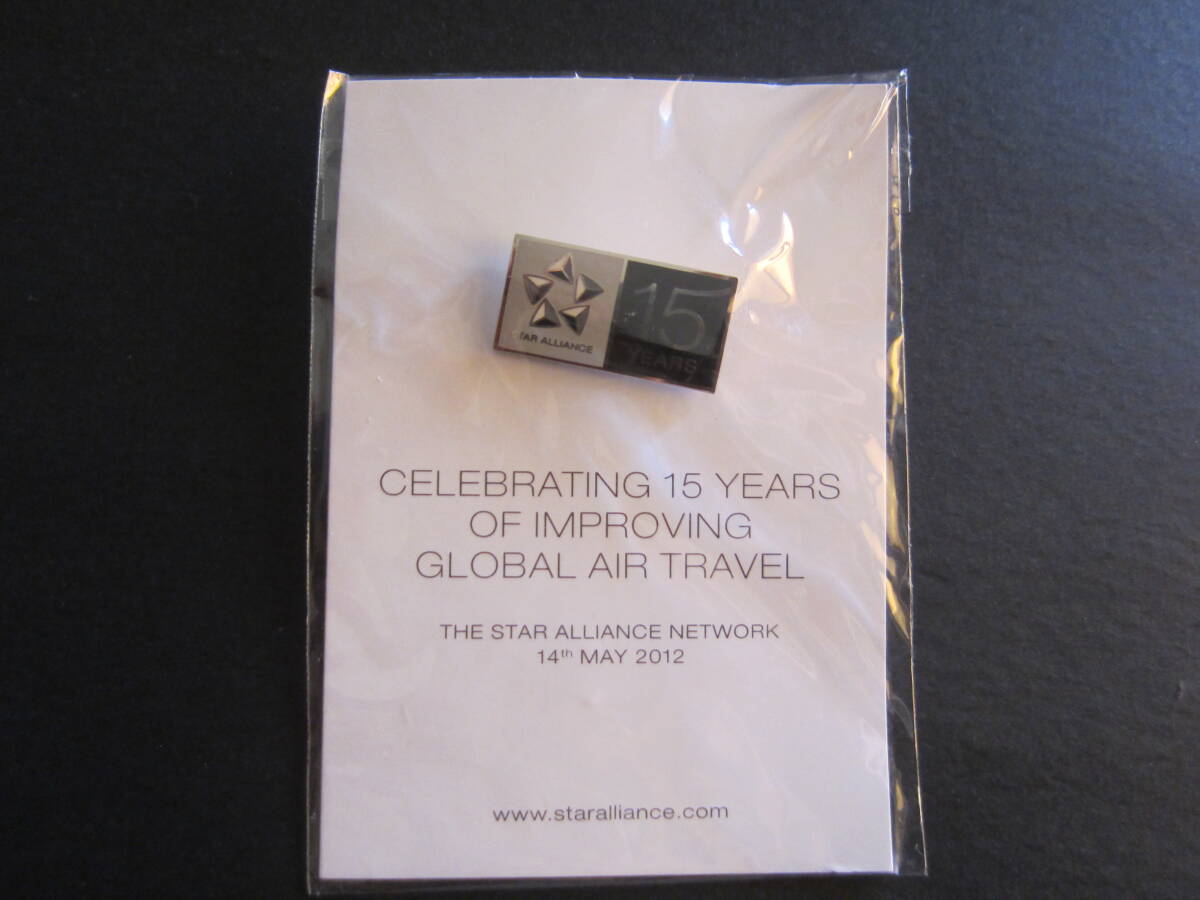 STAR ALLIANCE
15
YEARS
CELEBRATING 15 YEARS
OF IMPROVING
GLOBAL AIR TRAVEL
THE STAR ALLIANCE NETWORK
14th MAY 2012
www.staralliance.com